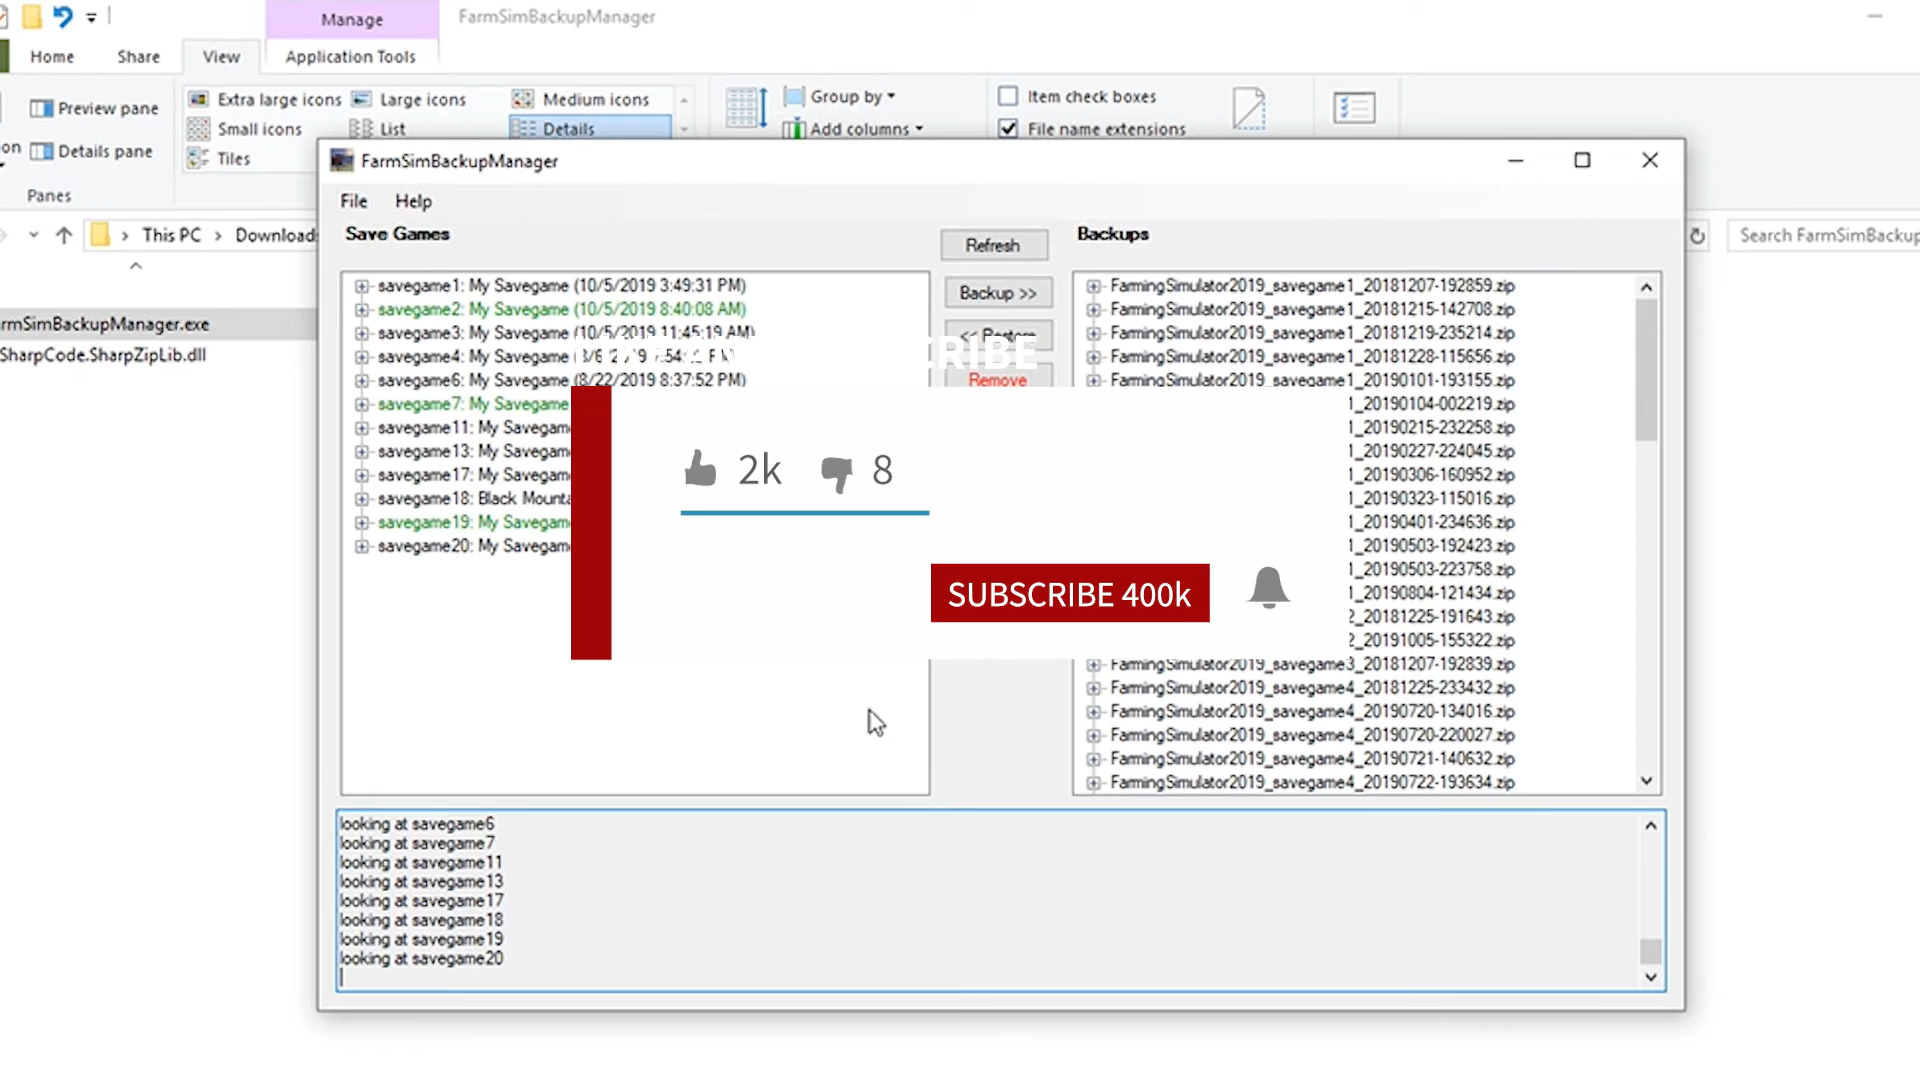 Manage
FarmSimBackupManager
Home
Share
View
Application Tools
Preview pane
Extra large icons
Large icons
Medium icons
Group by
Item check boxes
Small icons
List
Details
Add columns
File name extensions
on
Details pane
Tiles
Panes
This PC
Downloads
Search FarmSimBackup
rmSimBackupManager.exe
SharpCode.SharpZipLib.dll
FarmSimBackupManager
File
Help
Save Games
Refresh
Backup >>
Remove
Backups
savegame1: My Savegame (10/5/2019 3:49:31 PM)
savegame2: My Savegame (10/5/2019 8:40:08 AM)
savegame3: My Savegame (10/5/2019 11:45:19 AM)
savegame4: My Savegame
savegame6: My Savegame (8/22/2019 8:37:52 PM)
savegame7: My Savegame
savegame11: My Savegam
savegame13: My Savegam
savegame17: My Savegam
savegame18: Black Mounta
savegame19: My Savegam
savegame20: My Savegam
FarmingSimulator2019_savegame1_20181207-192859.zip
FarmingSimulator2019_savegame1_20181215-142708.zip
FarmingSimulator2019_savegame1_20181219-235214.zip
FarmingSimulator2019_savegame1_20181228-115656.zip
FarmingSimulator2019_savegame1_20190101-193155.zip
1_20190104-002219.zip
1_20190215-232258.zip
1_20190227-224045.zip
1_20190306-160952.zip
1_20190323-115016.zip
1_20190401-234636.zip
1_20190503-192423.zip
1_20190503-223758.zip
1_20190804-121434.zip
2_20181225-191643.zip
2_20191005-155322.zip
FarmingSimulator2019_savegame3_20181207-192839.zip
FarmingSimulator2019_savegame4_20181225-233432.zip
FarmingSimulator2019_savegame4_20190720-134016.zip
FarmingSimulator2019_savegame4_20190720-220027.zip
FarmingSimulator2019_savegame4_20190721-140632.zip
FarmingSimulator2019_savegame4_20190722-193634.zip
2k
8
SUBSCRIBE 400k
looking at savegame6
looking at savegame7
looking at savegame11
looking at savegame13
looking at savegame17
looking at savegame18
looking at savegame19
looking at savegame20